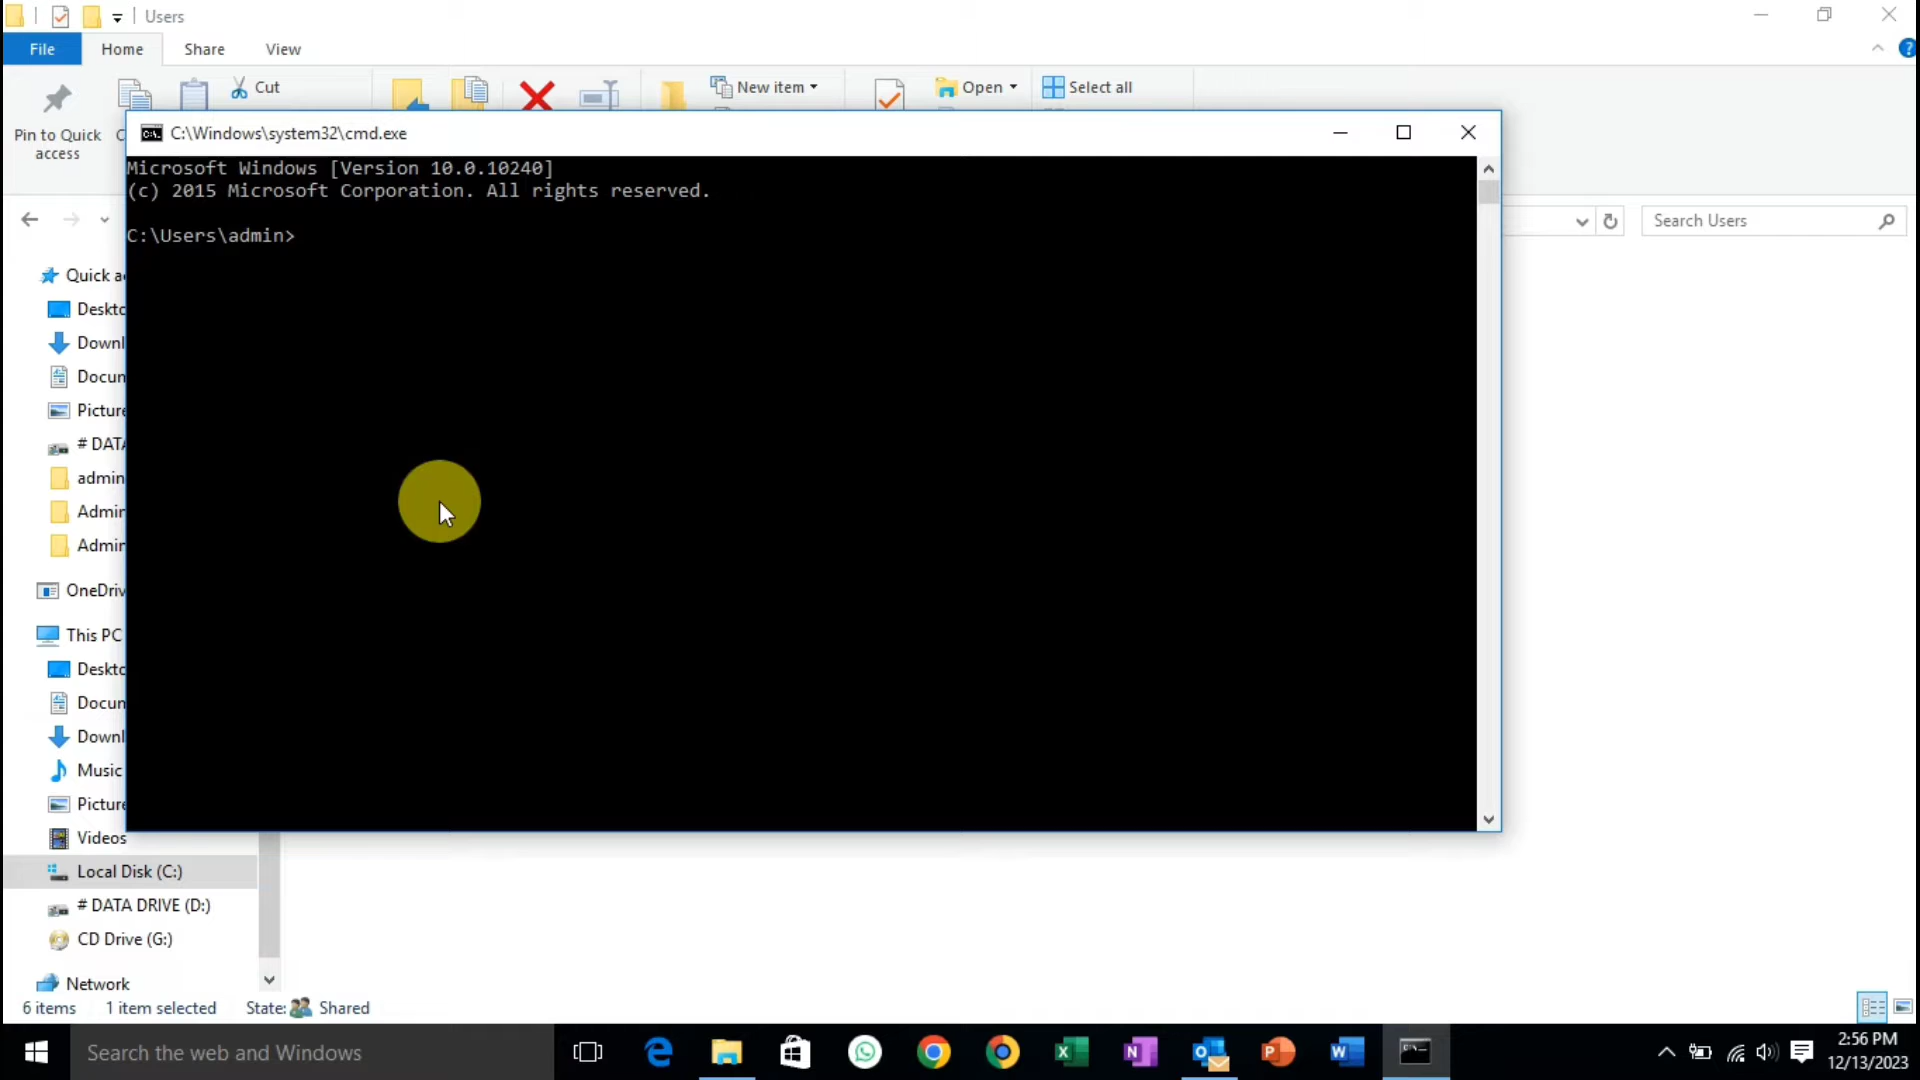 Users
File Home Share View
Cut
New item
Open
Select all
Pin to Quick access
C:\Windows\system32\cmd.exe
Microsoft Windows [Version 10.0.10240]
(c) 2015 Microsoft Corporation. All rights reserved.
C:\Users\admin>
Search Users
Quick a
Deskto
Downl
Docun
Picture
# DATA
admin
Admin
Admin
OneDriv
This PC
Deskto
Docun
Downl
Music
Picture
Videos
Local Disk (C:)
# DATA DRIVE (D:)
CD Drive (G:)
Network
6 items 1 item selected State: Shared
Search the web and Windows
2:56 PM
12/13/2023